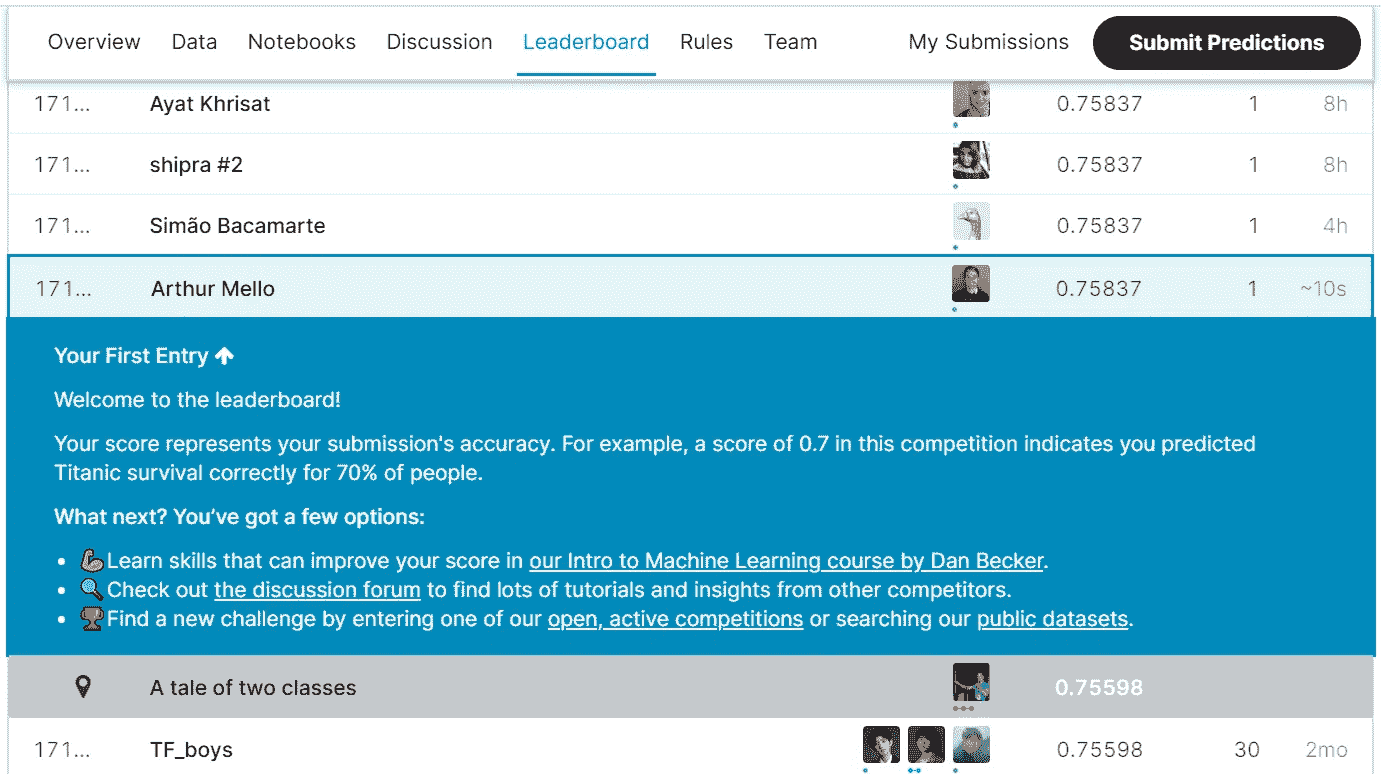 Overview Data Notebooks Discussion Leaderboard Rules Team My Submissions Submit Predictions
171... Ayat Khrisat 0.75837 1 8h
171... shipra #2 0.75837 1 8h
171... Simão Bacamarte 0.75837 1 4h
171... Arthur Mello 0.75837 1 ~10s
Your First Entry ↑
Welcome to the leaderboard!
Your score represents your submission's accuracy. For example, a score of 0.7 in this competition indicates you predicted
Titanic survival correctly for 70% of people.
What next? You've got a few options:
• 💪Learn skills that can improve your score in our Intro to Machine Learning course by Dan Becker.
• 🔍Check out the discussion forum to find lots of tutorials and insights from other competitors.
• 🏆Find a new challenge by entering one of our open, active competitions or searching our public datasets.
A tale of two classes 0.75598
171... TF_boys 0.75598 30 2mo